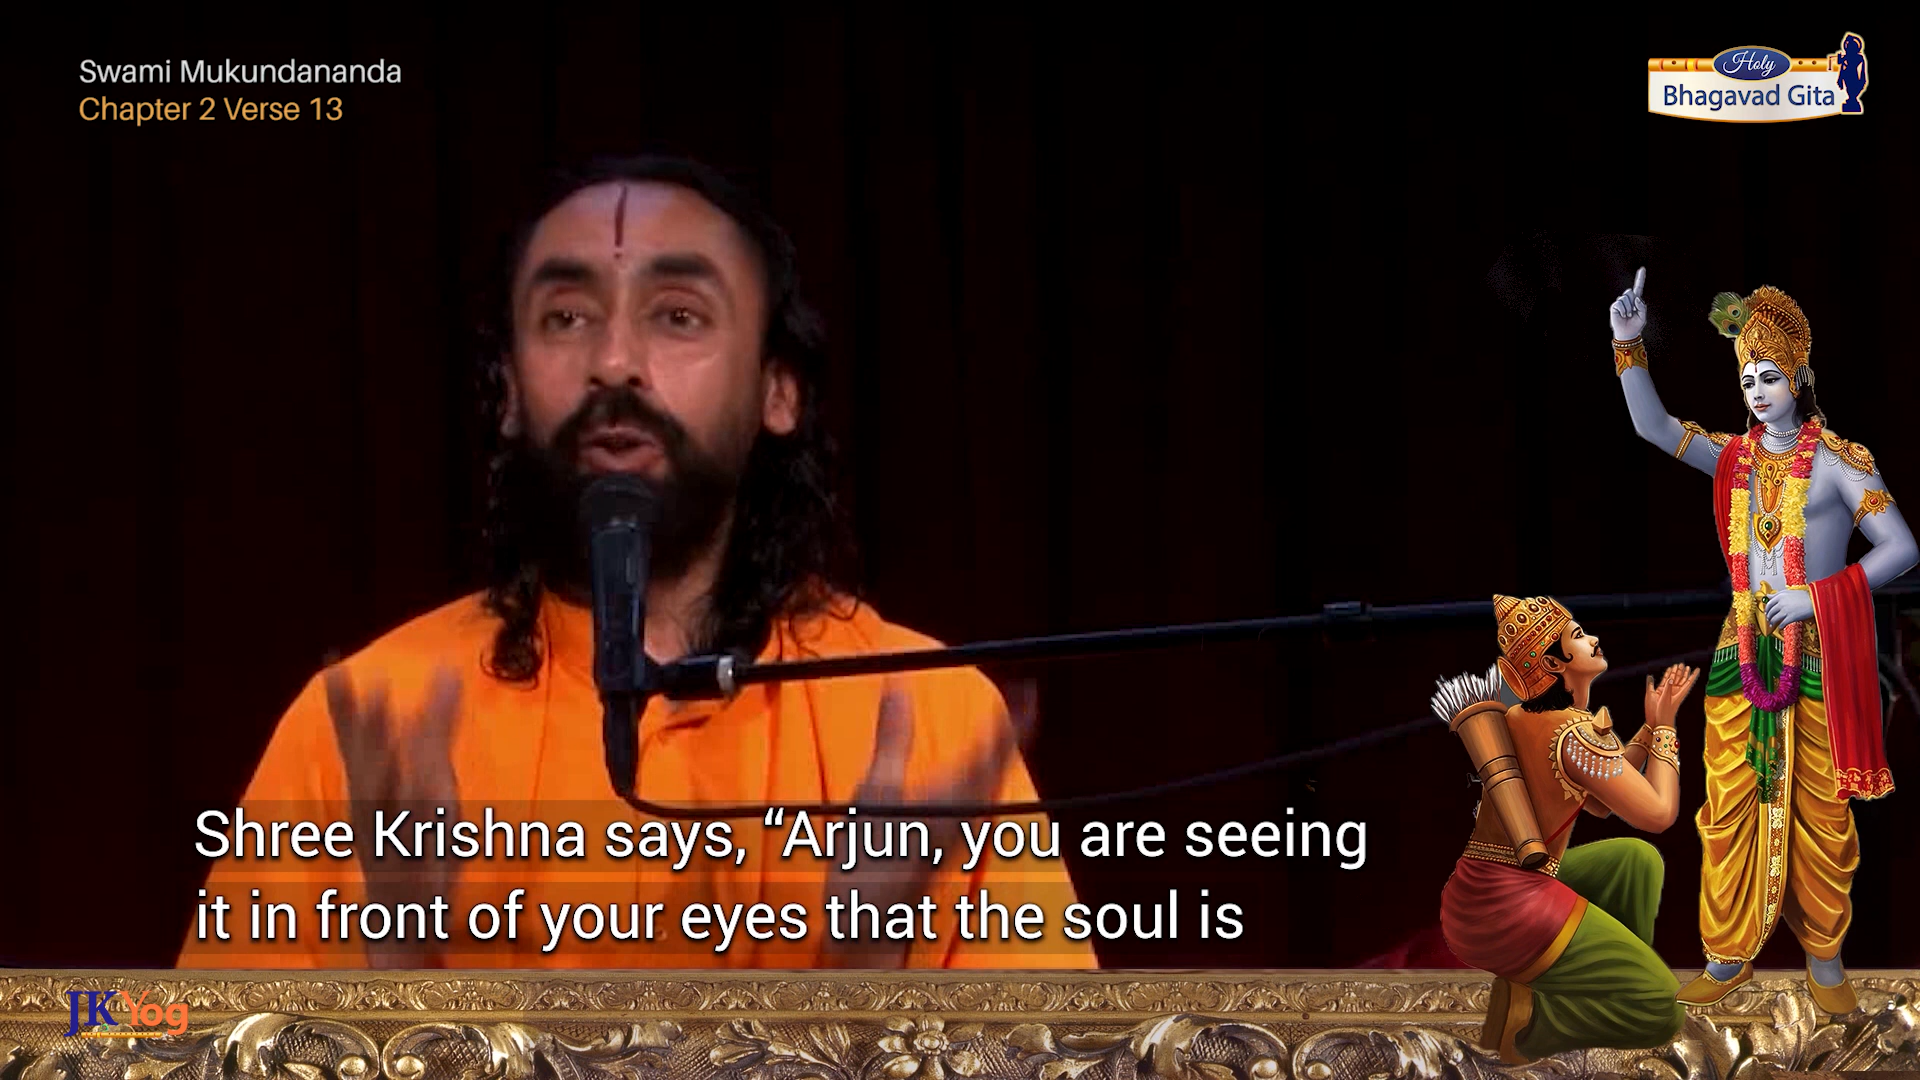 Swami Mukundananda
Chapter 2 Verse 13
Holy
Bhagavad Gita
Shree Krishna says, “Arjun, you are seeing
it in front of your eyes that the soul is
JKYog